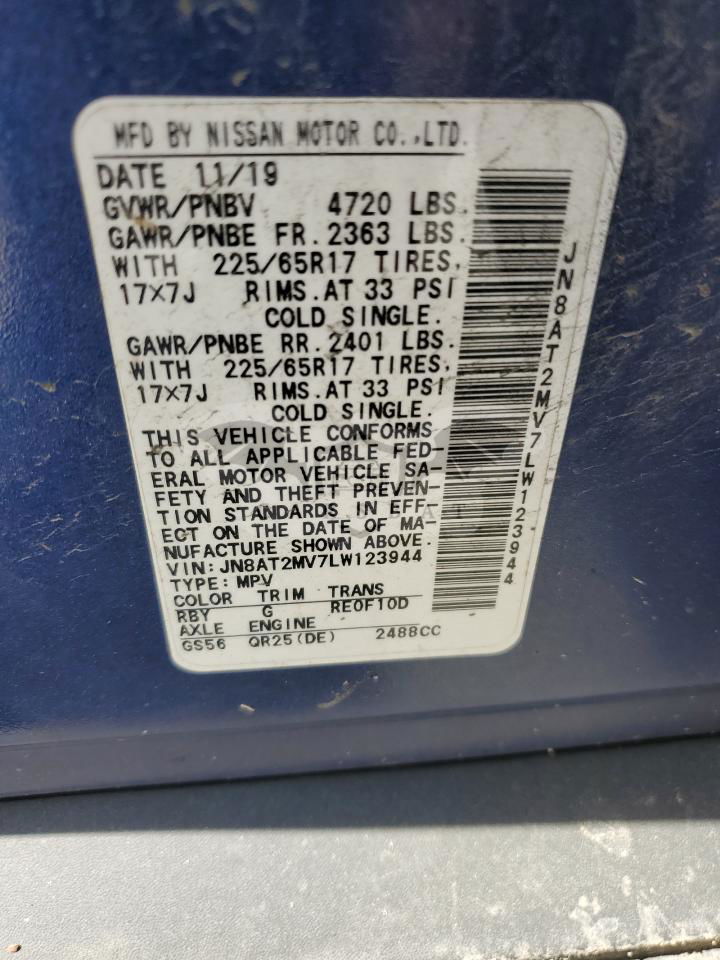 MFD BY NISSAN MOTOR CO.,LTD.
DATE 11/19
GVWR/PNBV 4720 LBS.
GAWR/PNBE FR.2363 LBS.
WITH 225/65R17 TIRES,
17X7J RIMS.AT 33 PSI
COLD SINGLE.
GAWR/PNBE RR.2401 LBS.
WITH 225/65R17 TIRES,
17X7J RIMS.AT 33 PSI
COLD SINGLE.
THIS VEHICLE CONFORMS
TO ALL APPLICABLE FED-
ERAL MOTOR VEHICLE SA-
FETY AND THEFT PREVEN-
TION STANDARDS IN EFF-
ECT ON THE DATE OF MA-
NUFACTURE SHOWN ABOVE.
VIN:JN8AT2MV7LW123944
TYPE:MPV
COLOR TRIM TRANS
RBY G RE0F10D
AXLE ENGINE
GS56 QR25(DE) 2488CC
JN8AT2MV7LW123944